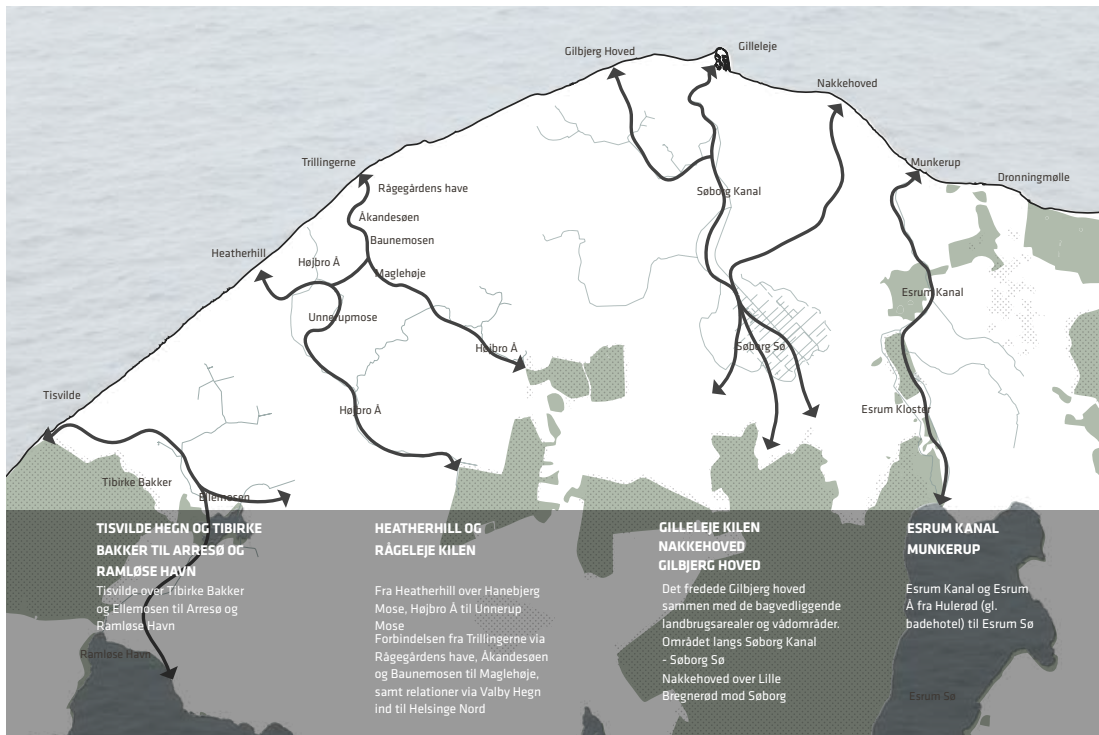 Gilleleje
Gilbjerg Hoved
Nakkehoved
Trillingerne
Munkerup
Dronningmølle
Rågegårdens have
Søborg Kanal
Åkandesøen
Baunemosen
Heatherhill
Højbro Å
Maglehøje
Esrum Kanal
Unnerupmose
Højbro Å
Søborg Sø
Tisvilde
Højbro Å
Esrum Kloster
Tibirke Bakker
Ellemosen
TISVILDE HEGN OG TIBIRKE
BAKKER TIL ARRESØ OG
RAMLØSE HAVN
Tisvilde over Tibirke Bakker
og Ellemosen til Arresø og
Ramløse Havn
Ramløse Havn
HEATHERHILL OG
RÅGELEJE KILEN
Fra Heatherhill over Hanebjerg
Mose, Højbro Å til Unnerup
Mose
Forbindelsen fra Trillingerne via
Rågegårdens have, Åkandesøen
og Baunemosen til Maglehøje,
samt relationer via Valby Hegn
ind til Helsinge Nord
GILLELEJE KILEN
NAKKEHOVED
GILBJERG HOVED
Det fredede Gilbjerg hoved
sammen med de bagvedliggende
landbrugsarealer og vådområder.
Området langs Søborg Kanal
- Søborg Sø
Nakkehoved over Lille
Bregnerød mod Søborg
ESRUM KANAL
MUNKERUP
Esrum Kanal og Esrum
Å fra Hulerød (gl.
badehotel) til Esrum Sø
Esrum Sø